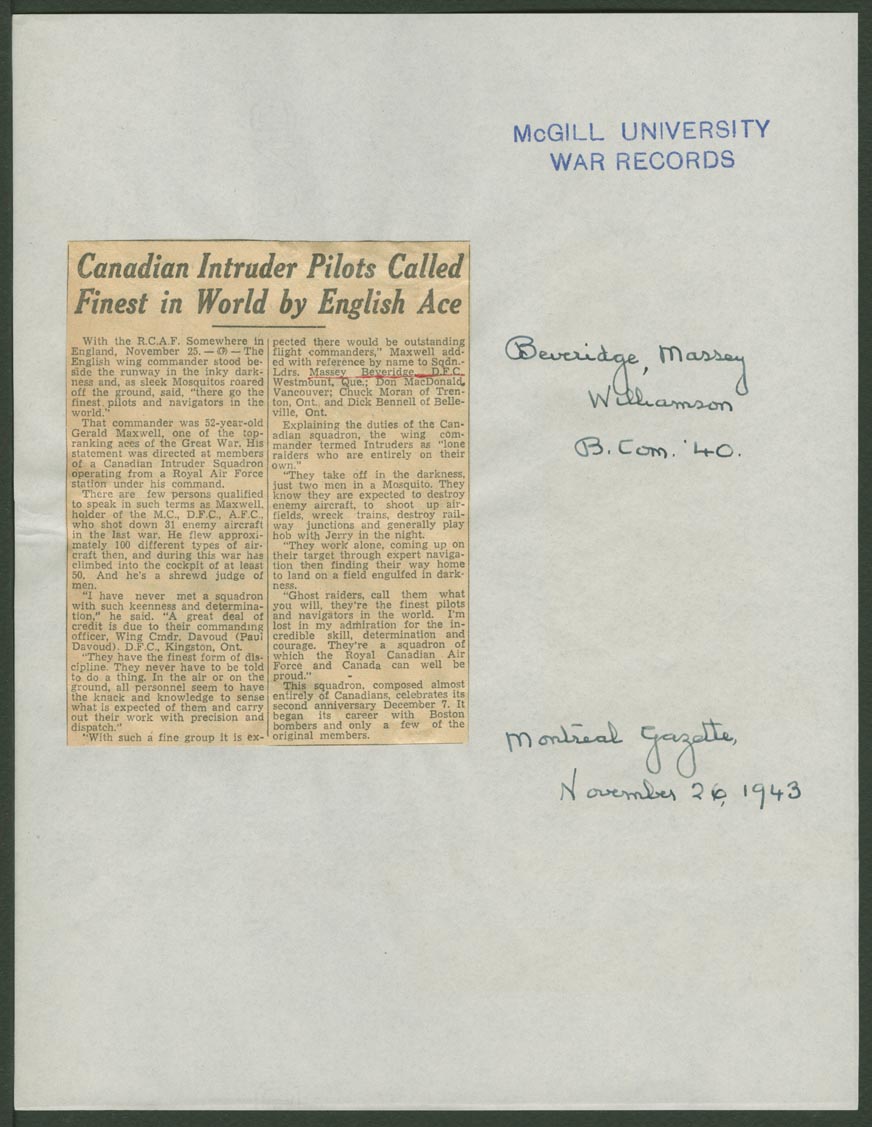 McGILL UNIVERSITY
WAR RECORDS
Canadian Intruder Pilots Called
Finest in World by English Ace
With the R.C.A.F. Somewhere in
England, November 25. — (P) — The
English wing commander stood be-
side the runway in the inky dark-
ness and, as sleek Mosquitos roared
off the ground, said, "there go the
finest pilots and navigators in the
world."
That commander was 52-year-old
Gerald Maxwell, one of the top-
ranking aces of the Great War. His
statement was directed at members
of a Canadian Intruder Squadron
operating from a Royal Air Force
station under his command.
There are few persons qualified
to speak in such terms as Maxwell,
holder of the M.C., D.F.C., A.F.C.,
who shot down 31 enemy aircraft
in the last war. He flew approxi-
mately 100 different types of air-
craft then, and during this war has
climbed into the cockpit of at least
50. And he's a shrewd judge of
men.
"I have never met a squadron
with such keenness and determina-
tion," he said. "A great deal of
credit is due to their commanding
officer, Wing Cmdr. Davoud (Paul
Davoud). D.F.C., Kingston, Ont.
"They have the finest form of dis-
cipline. They never have to be told
to do a thing. In the air or on the
ground, all personnel seem to have
the knack and knowledge to sense
what is expected of them and carry
out their work with precision and
dispatch."
"With such a fine group it is ex-
pected there would be outstanding
flight commanders," Maxwell add-
ed with reference by name to Sqdn.-
Ldrs. Massey Beveridge D.F.C.
Westmount, Que.; Don MacDonald,
Vancouver; Chuck Moran of Tren-
ton, Ont., and Dick Bennell of Belle-
ville, Ont.
Explaining the duties of the Can-
adian squadron, the wing com-
mander termed Intruders as "lone
raiders who are entirely on their
own."
"They take off in the darkness,
just two men in a Mosquito. They
know they are expected to destroy
enemy aircraft, to shoot up air-
fields, wreck trains, destroy rail-
way junctions and generally play
hob with Jerry in the night.
"They work alone, coming up on
their target through expert naviga-
tion then finding their way home
to land on a field engulfed in dark-
ness.
"Ghost raiders, call them what
you will, they're the finest pilots
and navigators in the world. I'm
lost in my admiration for the in-
credible skill, determination and
courage. They're a squadron of
which the Royal Canadian Air
Force and Canada can well be
proud."
This squadron, composed almost
entirely of Canadians, celebrates its
second anniversary December 7. It
began its career with Boston
bombers and only a few of the
original members.
Beveridge, Massey
Williamson
B. Com. '40.
Montreal Gazette,
November 26, 1943